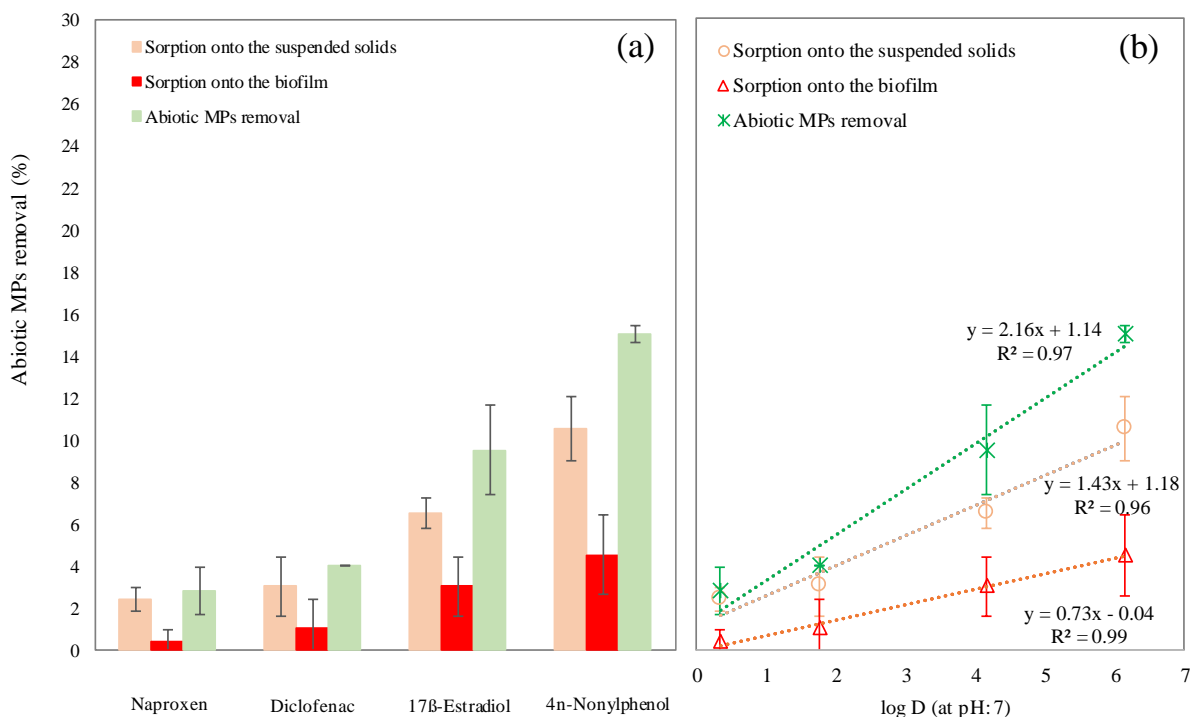 Abiotic MPs removal (%)
30
28
26
24
22
20
18
16
14
12
10
8
6
4
2
0
Sorption onto the suspended solids
Sorption onto the biofilm
Abiotic MPs removal
(a)
Naproxen
Diclofenac
17ß-Estradiol
4n-Nonylphenol
Sorption onto the suspended solids
Sorption onto the biofilm
Abiotic MPs removal
(b)
y = 2.16x + 1.14
R² = 0.97
y = 1.43x + 1.18
R² = 0.96
y = 0.73x - 0.04
R² = 0.99
0 1 2 3 4 5 6 7
log D (at pH: 7)